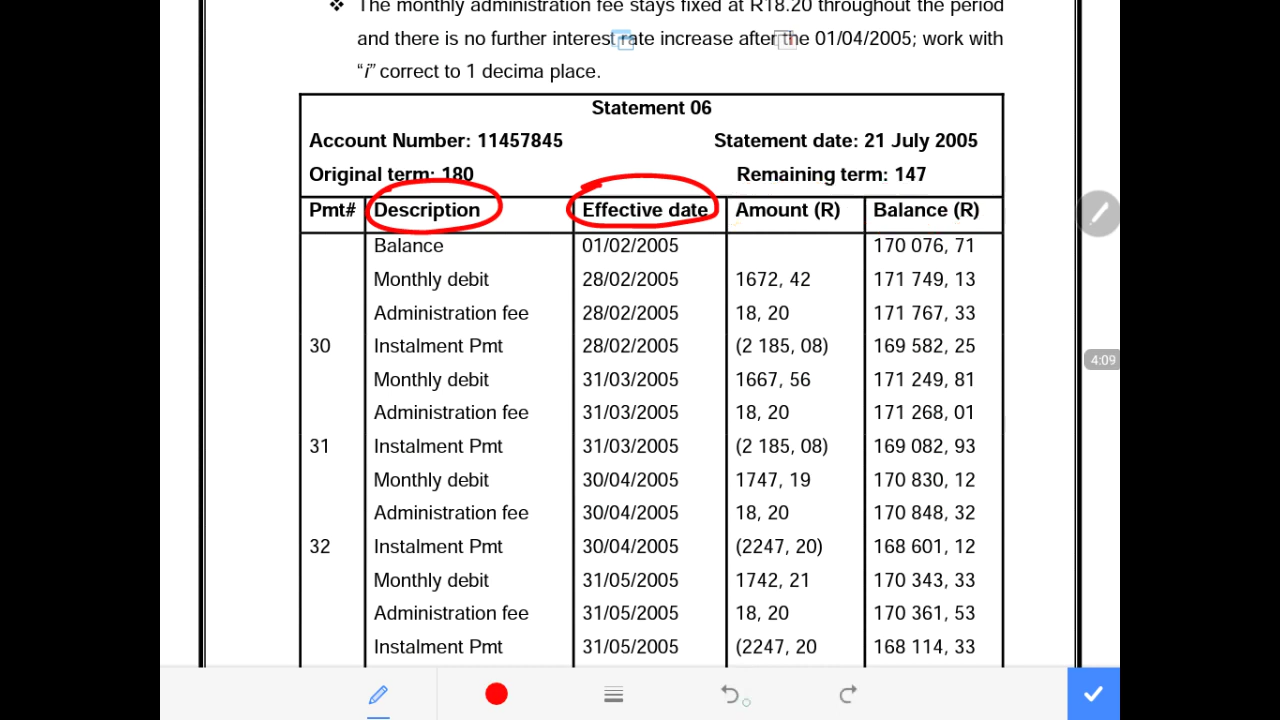 ❖ The monthly administration fee stays fixed at R18.20 throughout the period
and there is no further interest rate increase after the 01/04/2005; work with
“i” correct to 1 decima place.
Statement 06
Account Number: 11457845 Statement date: 21 July 2005
Original term: 180 Remaining term: 147
Pmt# Description Effective date Amount (R) Balance (R)
Balance 01/02/2005 170 076, 71
Monthly debit 28/02/2005 1672, 42 171 749, 13
Administration fee 28/02/2005 18, 20 171 767, 33
30 Instalment Pmt 28/02/2005 (2 185, 08) 169 582, 25
Monthly debit 31/03/2005 1667, 56 171 249, 81
Administration fee 31/03/2005 18, 20 171 268, 01
31 Instalment Pmt 31/03/2005 (2 185, 08) 169 082, 93
Monthly debit 30/04/2005 1747, 19 170 830, 12
Administration fee 30/04/2005 18, 20 170 848, 32
32 Instalment Pmt 30/04/2005 (2247, 20) 168 601, 12
Monthly debit 31/05/2005 1742, 21 170 343, 33
Administration fee 31/05/2005 18, 20 170 361, 53
Instalment Pmt 31/05/2005 (2247, 20 168 114, 33
4:09